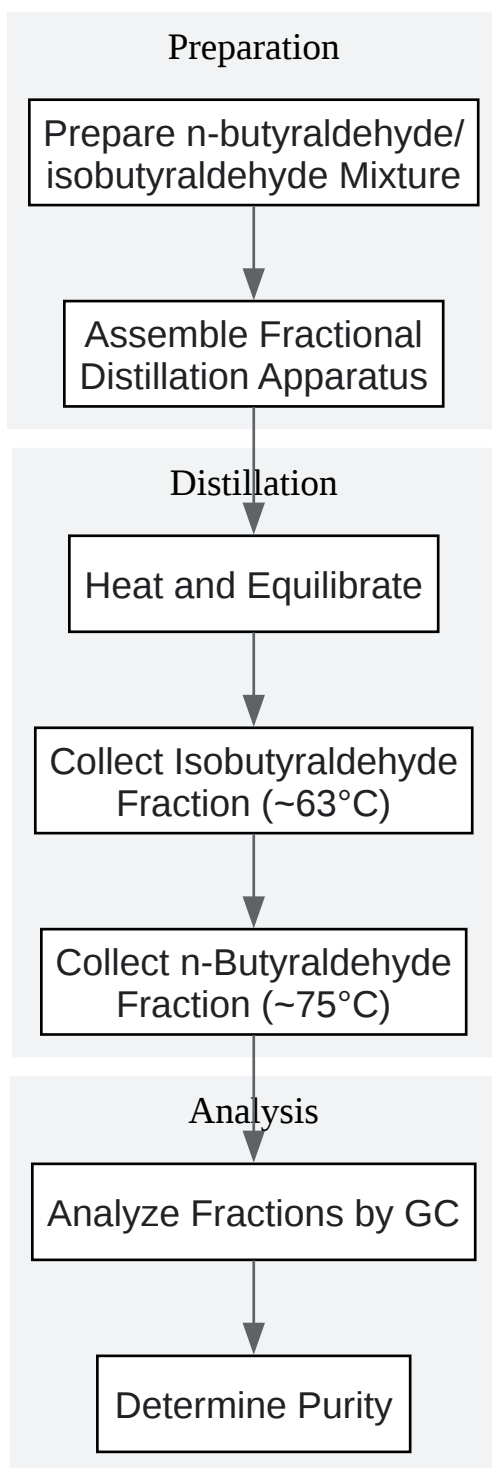 Preparation
Prepare n-butyraldehyde/
isobutyraldehyde Mixture
Assemble Fractional
Distillation Apparatus
Distillation
Heat and Equilibrate
Collect Isobutyraldehyde
Fraction (~63°C)
Collect n-Butyraldehyde
Fraction (~75°C)
Analysis
Analyze Fractions by GC
Determine Purity